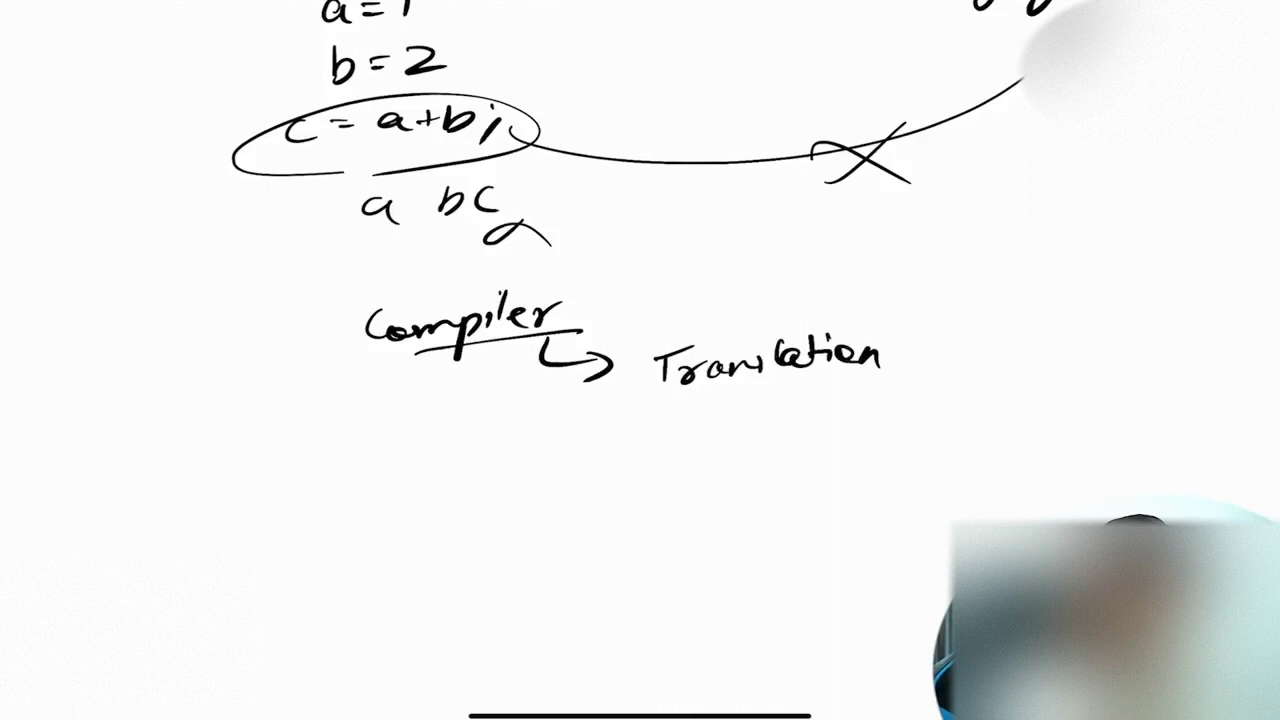 a=1
b=2
c = a+b;
a bc
Compiler
Translation